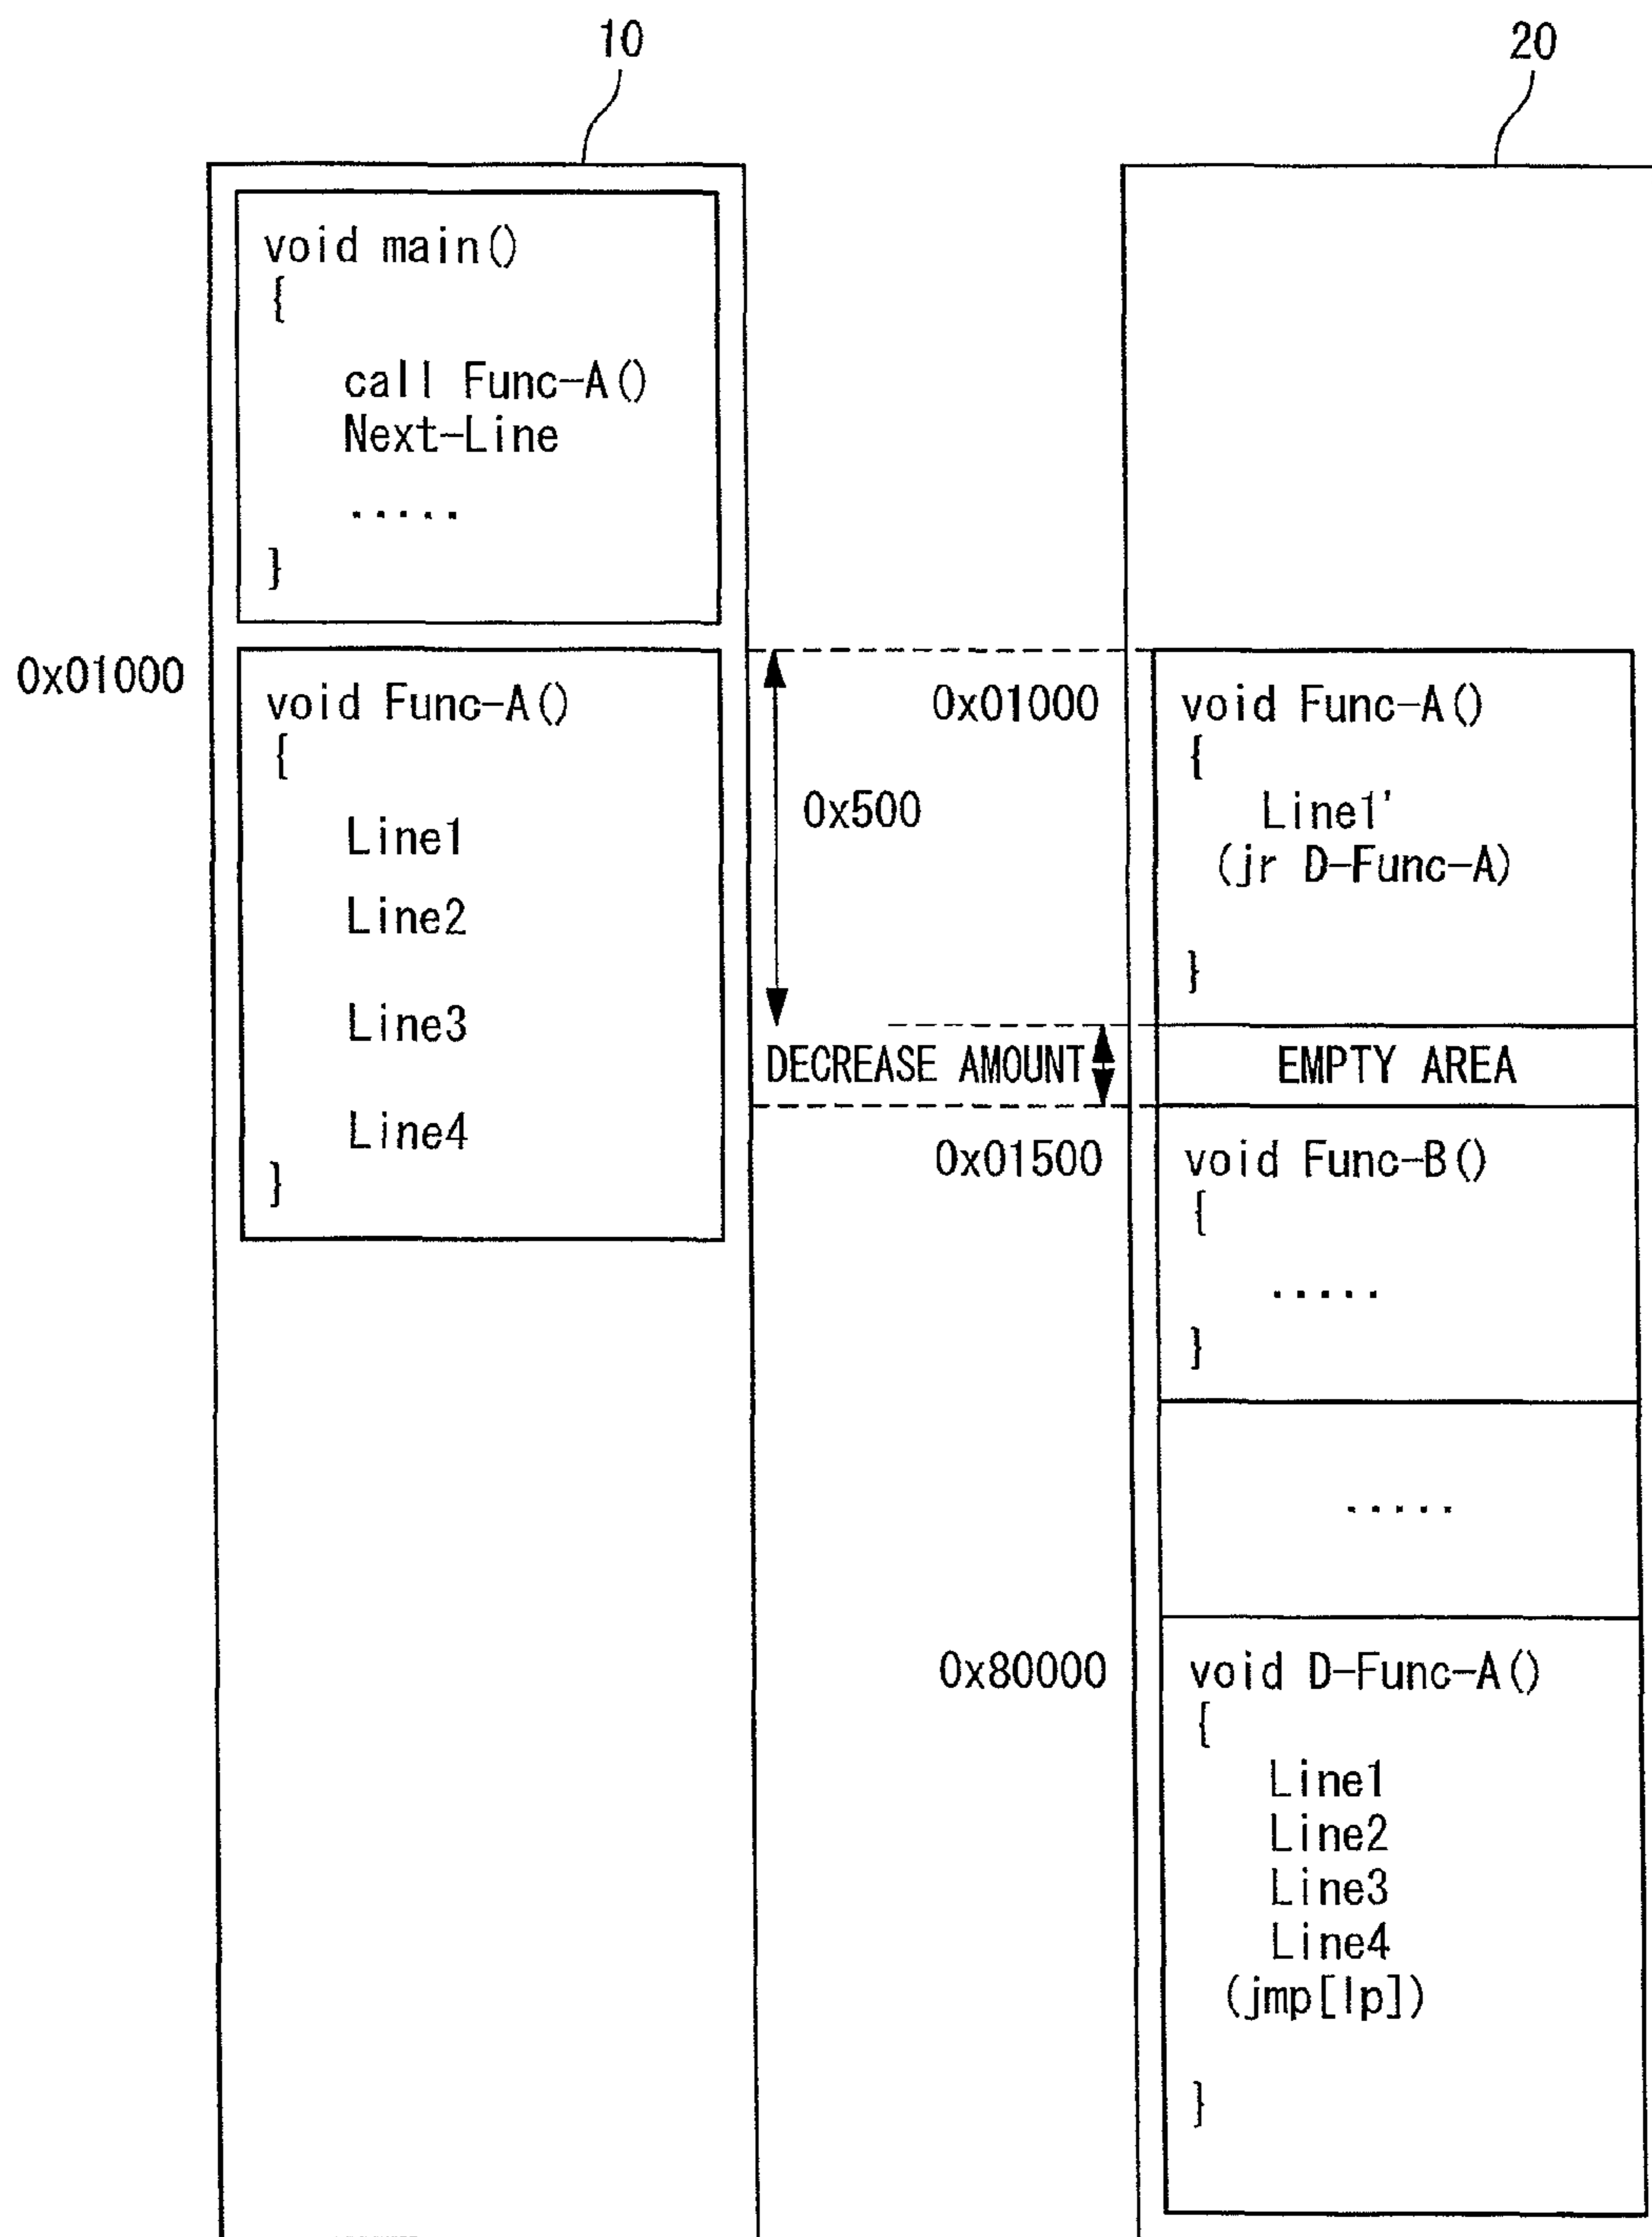 10
20
void main()
{
call Func-A()
Next-Line
.....
}
0x01000
void Func-A()
{
Line1
Line2
Line3
Line4
}
0x500
DECREASE AMOUNT
0x01000
void Func-A()
{
Line1'
(jr D-Func-A)
}
EMPTY AREA
0x01500
void Func-B()
{
.....
}
.....
0x80000
void D-Func-A()
{
Line1
Line2
Line3
Line4
(jmp[lp])
}